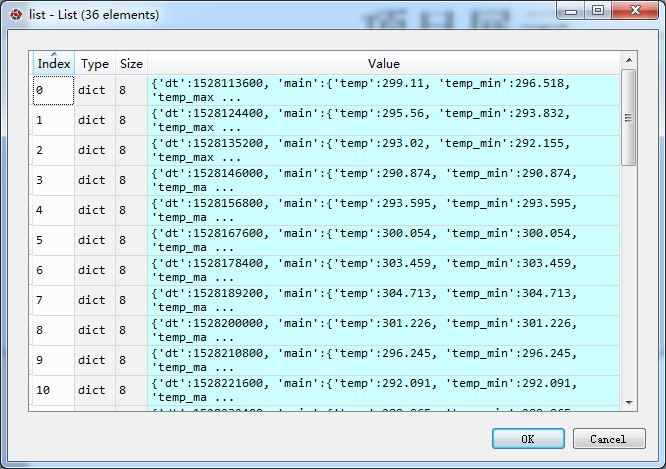 list - List (36 elements)
Index Type Size Value
0 dict 8 {'dt':1528113600, 'main':{'temp':299.11, 'temp_min':296.518,
'temp_max ...
1 dict 8 {'dt':1528124400, 'main':{'temp':295.56, 'temp_min':293.832,
'temp_max ...
2 dict 8 {'dt':1528135200, 'main':{'temp':293.02, 'temp_min':292.155,
'temp_max ...
3 dict 8 {'dt':1528146000, 'main':{'temp':290.874, 'temp_min':290.874,
'temp_ma ...
4 dict 8 {'dt':1528156800, 'main':{'temp':293.595, 'temp_min':293.595,
'temp_ma ...
5 dict 8 {'dt':1528167600, 'main':{'temp':300.054, 'temp_min':300.054,
'temp_ma ...
6 dict 8 {'dt':1528178400, 'main':{'temp':303.459, 'temp_min':303.459,
'temp_ma ...
7 dict 8 {'dt':1528189200, 'main':{'temp':304.713, 'temp_min':304.713,
'temp_ma ...
8 dict 8 {'dt':1528200000, 'main':{'temp':301.226, 'temp_min':301.226,
'temp_ma ...
9 dict 8 {'dt':1528210800, 'main':{'temp':296.245, 'temp_min':296.245,
'temp_ma ...
10 dict 8 {'dt':1528221600, 'main':{'temp':292.091, 'temp_min':292.091,
'temp_ma ...
OK Cancel